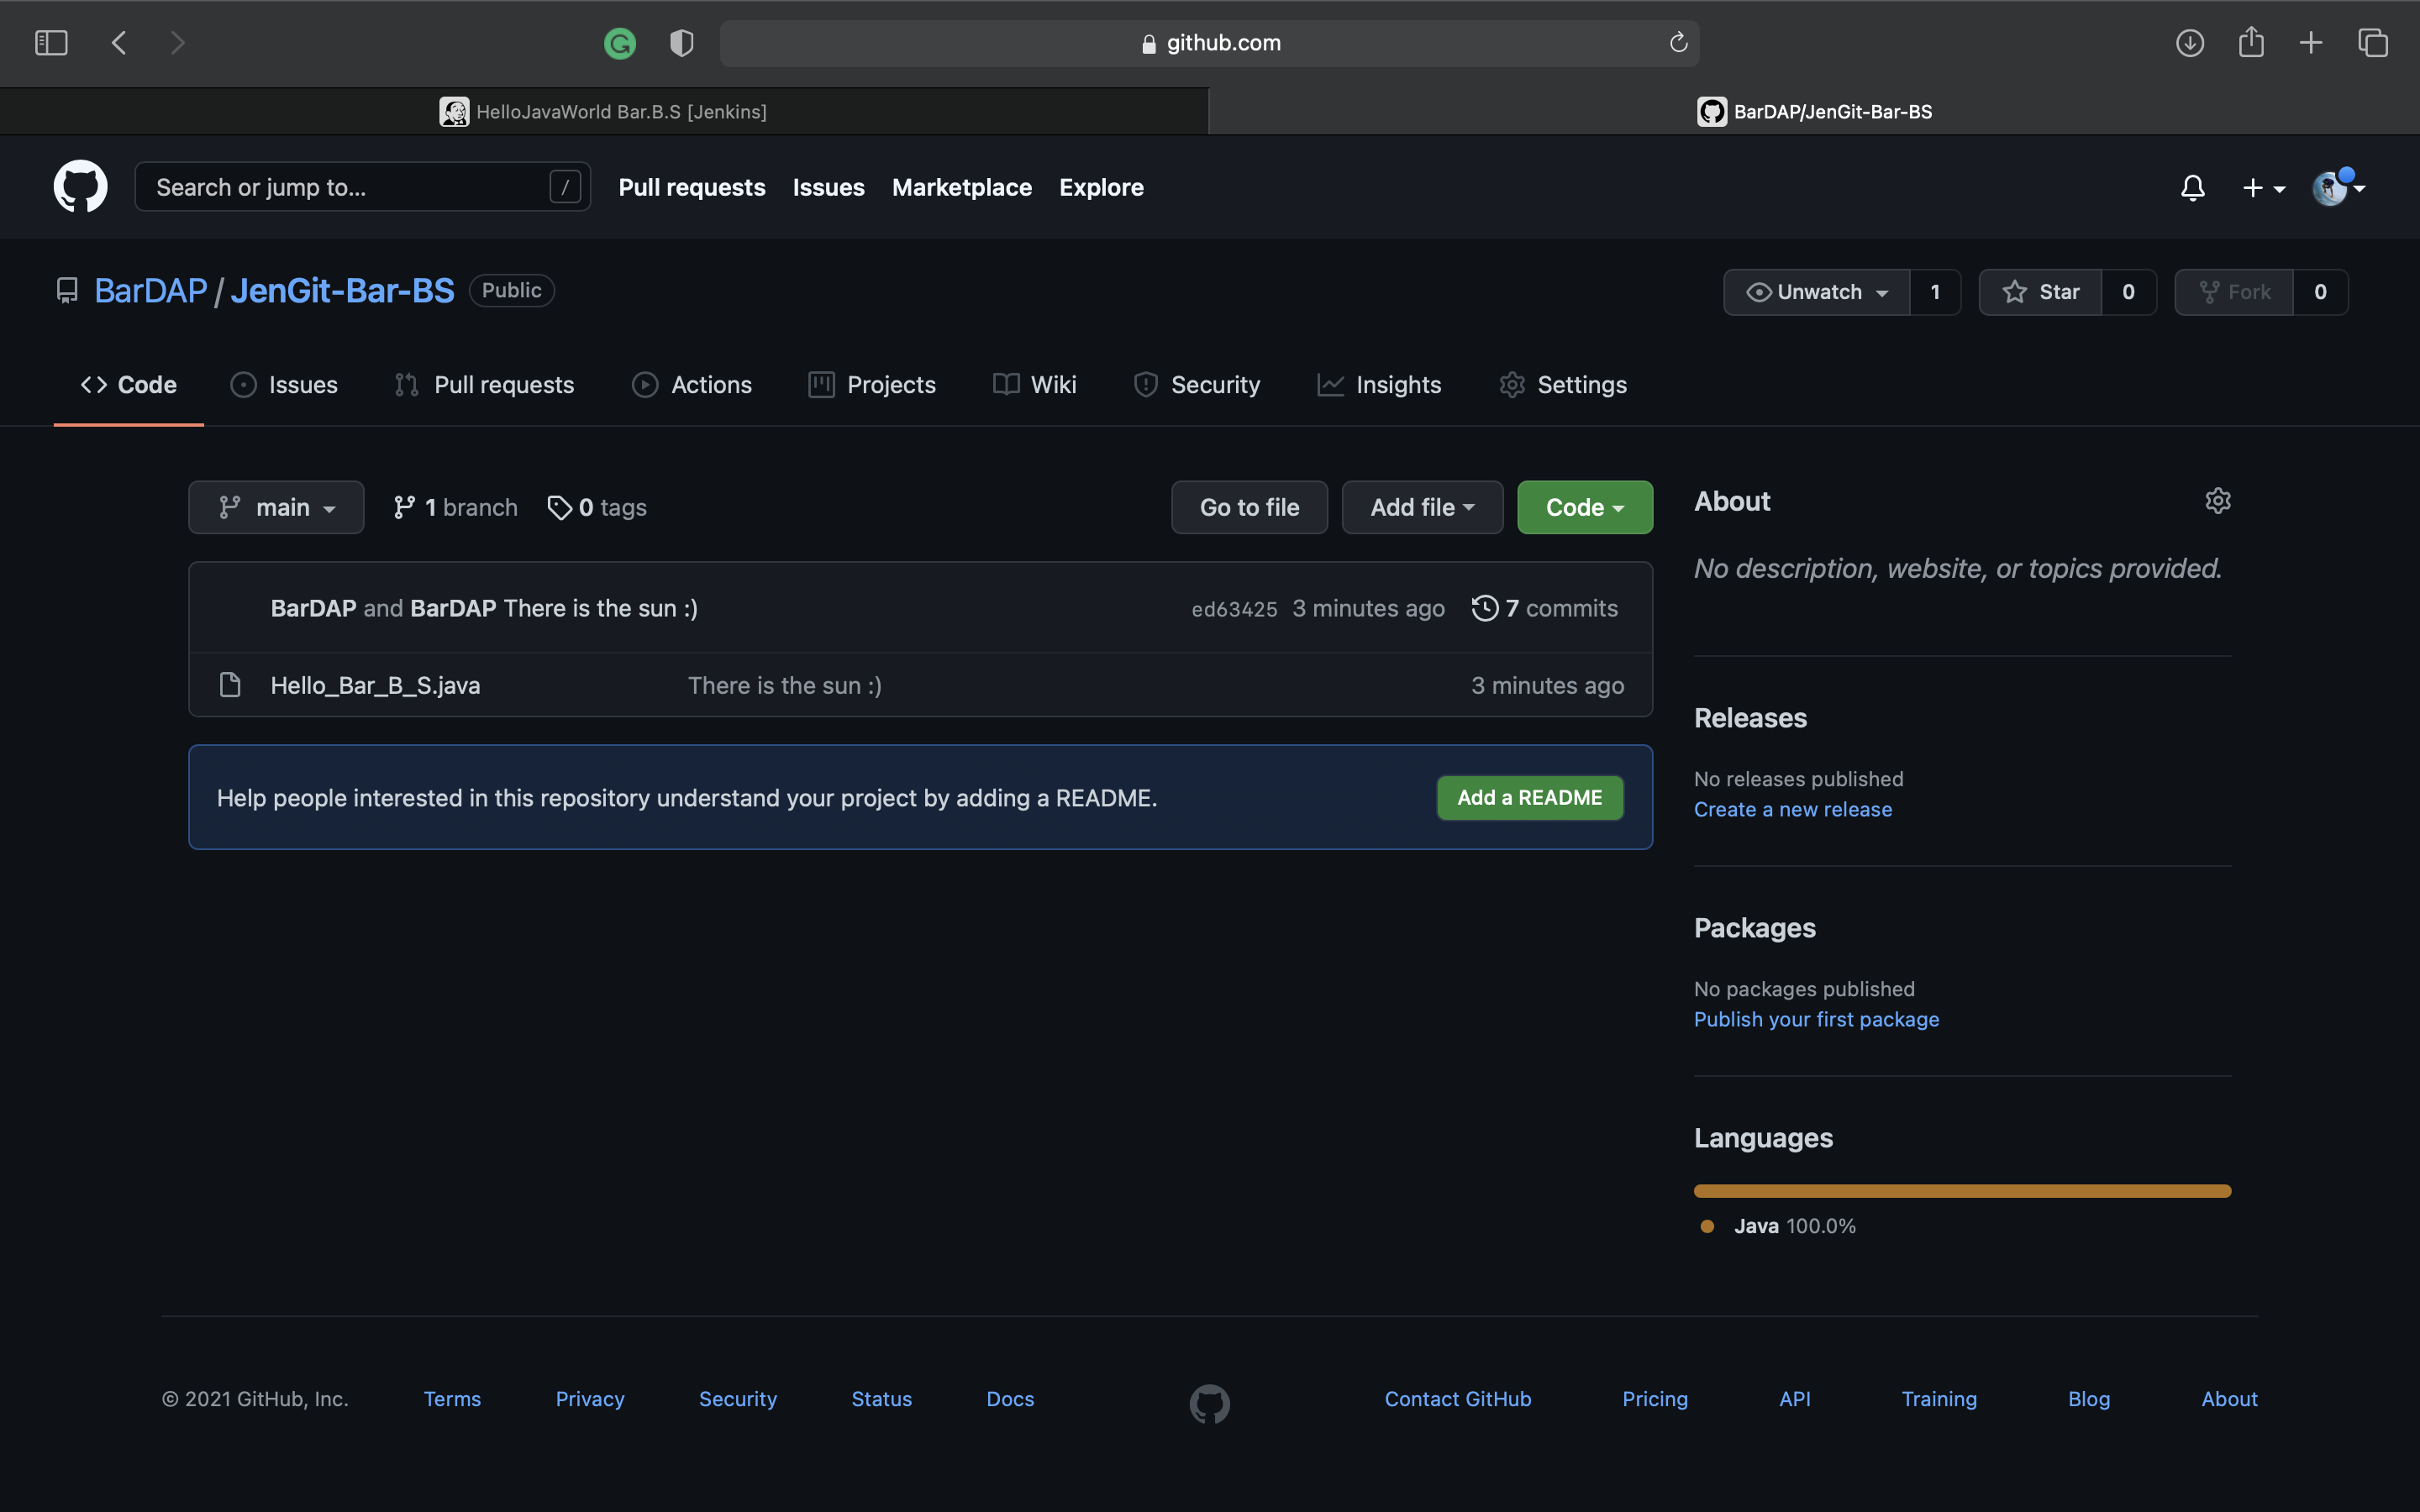 github.com
HelloJavaWorld Bar.B.S [Jenkins]
BarDAP/JenGit-Bar-BS
Search or jump to... /
Pull requests Issues Marketplace Explore
BarDAP / JenGit-Bar-BS Public
Unwatch 1 Star 0 Fork 0
Code Issues Pull requests Actions Projects Wiki Security Insights Settings
main 1 branch 0 tags
Go to file Add file Code
BarDAP and BarDAP There is the sun :) ed63425 3 minutes ago 7 commits
Hello_Bar_B_S.java There is the sun :) 3 minutes ago
Help people interested in this repository understand your project by adding a README. Add a README
About
No description, website, or topics provided.
Releases
No releases published
Create a new release
Packages
No packages published
Publish your first package
Languages
Java 100.0%
© 2021 GitHub, Inc. Terms Privacy Security Status Docs Contact GitHub Pricing API Training Blog About